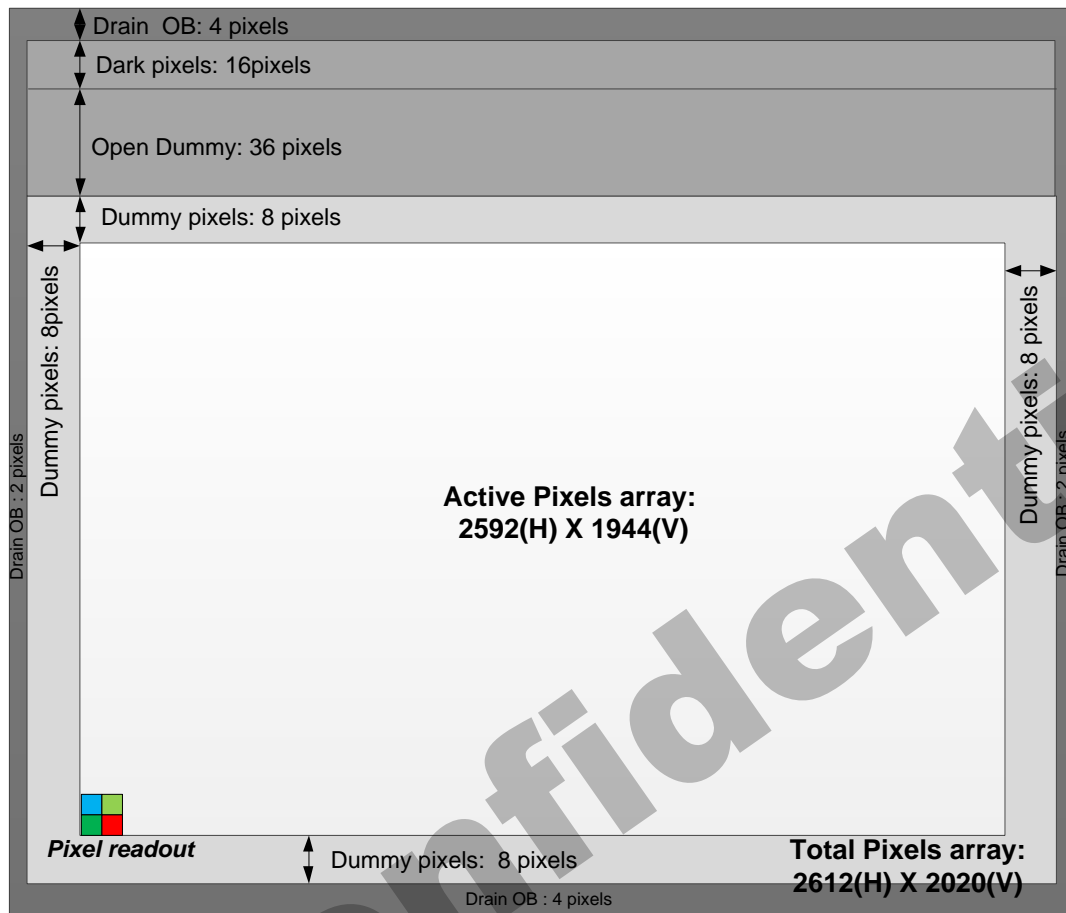 Drain OB: 4 pixels
Dark pixels: 16pixels
Open Dummy: 36 pixels
Dummy pixels: 8 pixels
Dummy pixels: 8pixels
Dummy pixels: 8 pixels
Drain OB : 2 pixels
Drain OB : 2 pixels
Active Pixels array:
2592(H) X 1944(V)
Pixel readout
Dummy pixels: 8 pixels
Total Pixels array:
2612(H) X 2020(V)
Drain OB : 4 pixels